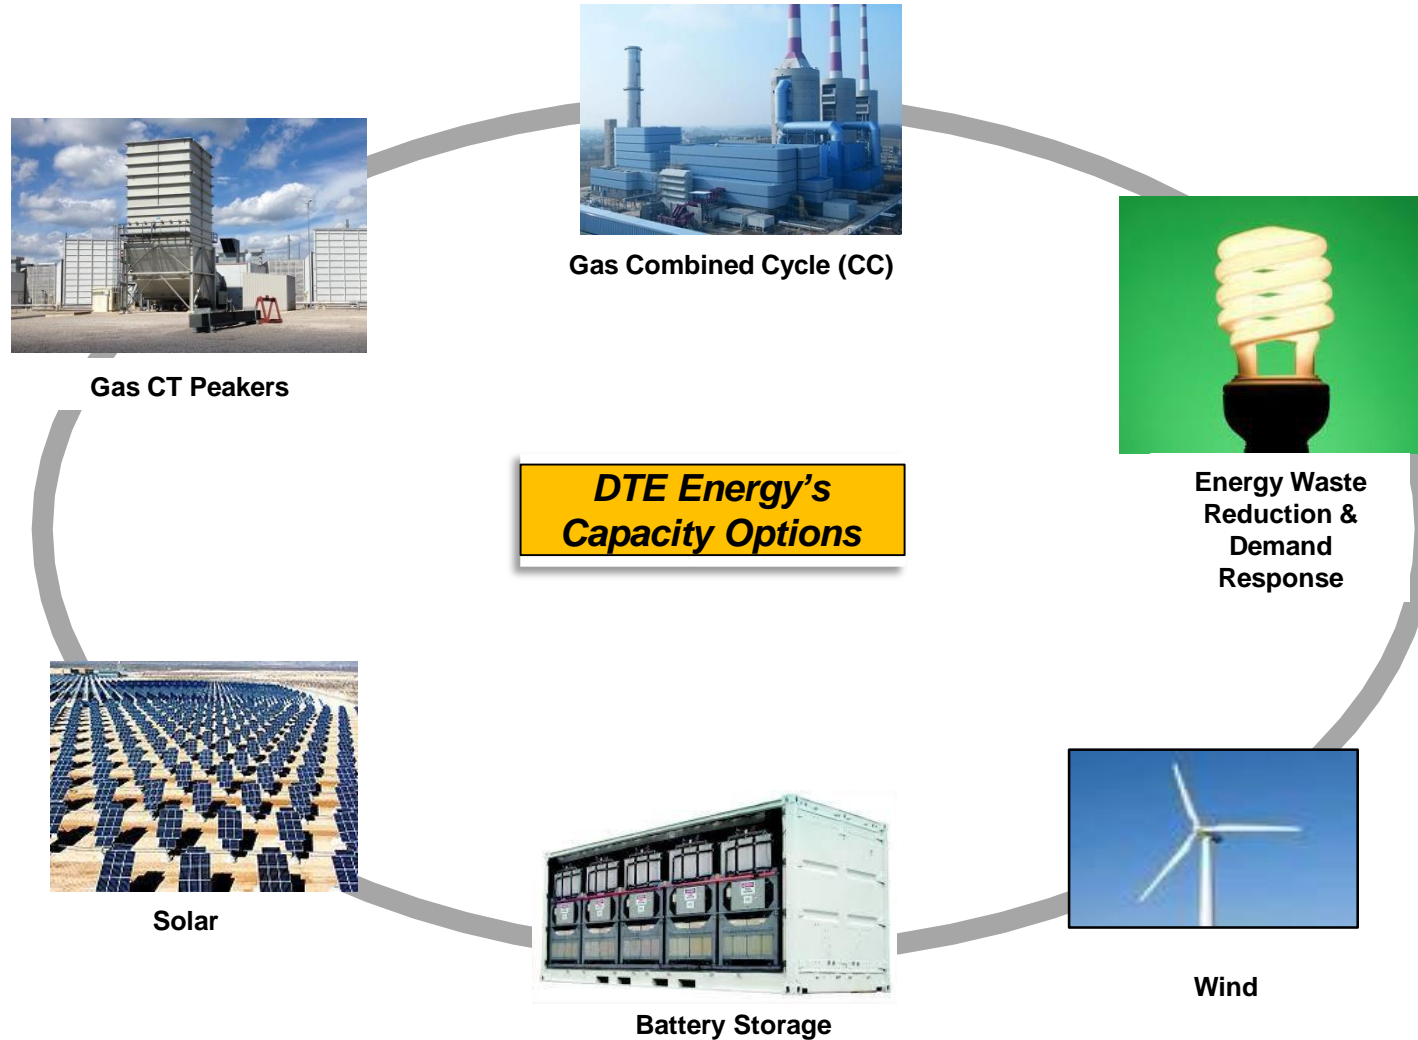 Gas Combined Cycle (CC)
Gas CT Peakers
DTE Energy’s
Capacity Options
Energy Waste
Reduction &
Demand
Response
Solar
Wind
Battery Storage